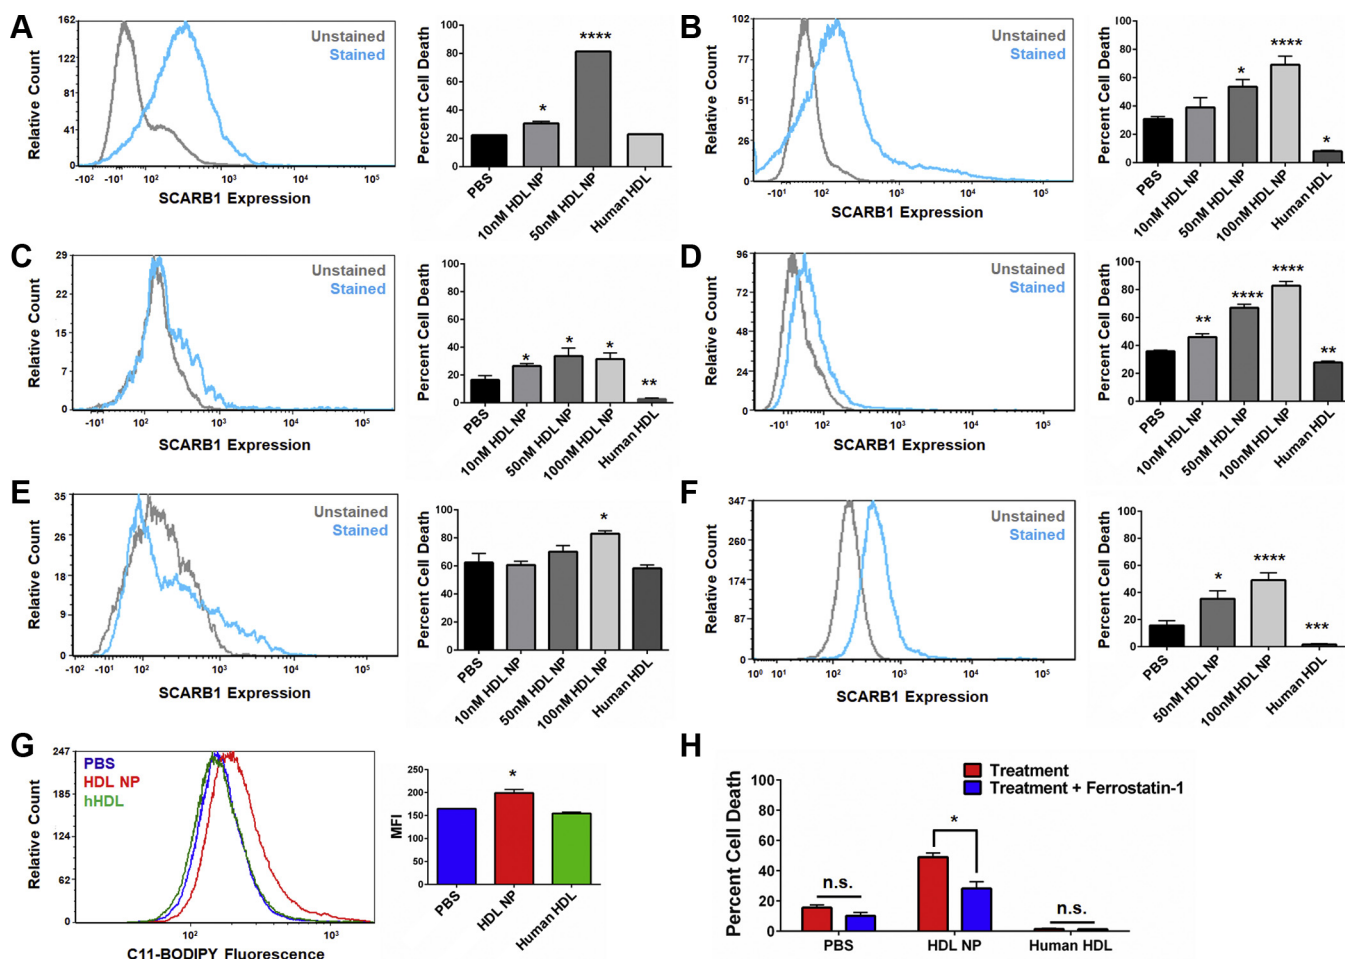 A
162
122
81
41
0
Relative Count
Unstained
Stained
-10² -10¹ 10² 10³ 10⁴ 10⁵
SCARB1 Expression
Percent Cell Death
100
80
60
40
20
0
*
****
PBS
10nM HDL NP
50nM HDL NP
Human HDL
B
102
77
51
26
0
Relative Count
Unstained
Stained
-10¹ 10² 10³ 10⁴ 10⁵
SCARB1 Expression
Percent Cell Death
100
80
60
40
20
0
*
****
*
PBS
10nM HDL NP
50nM HDL NP
100nM HDL NP
Human HDL
C
29
22
15
7
0
Relative Count
Unstained
Stained
-10¹ 10² 10³ 10⁴ 10⁵
SCARB1 Expression
Percent Cell Death
100
80
60
40
20
0
*
*
*
**
PBS
10nM HDL NP
50nM HDL NP
100nM HDL NP
Human HDL
D
96
72
48
24
0
Relative Count
Unstained
Stained
-10¹ 10² 10³ 10⁴ 10⁵
SCARB1 Expression
Percent Cell Death
100
80
60
40
20
0
**
****
****
**
PBS
10nM HDL NP
50nM HDL NP
100nM HDL NP
Human HDL
E
35
26
18
9
0
Relative Count
Unstained
Stained
-10² -10¹ 10² 10³ 10⁴ 10⁵
SCARB1 Expression
Percent Cell Death
100
80
60
40
20
0
*
PBS
10nM HDL NP
50nM HDL NP
100nM HDL NP
Human HDL
F
347
260
174
87
0
Relative Count
Unstained
Stained
10⁰ 10¹ 10² 10³ 10⁴ 10⁵
SCARB1 Expression
Percent Cell Death
100
80
60
40
20
0
*
****
***
PBS
50nM HDL NP
100nM HDL NP
Human HDL
G
247
185
124
62
0
Relative Count
PBS
HDL NP
hHDL
10² 10³
C11-BODIPY Fluorescence
MFI
250
200
150
100
50
0
*
PBS
HDL NP
Human HDL
H
Treatment
Treatment + Ferrostatin-1
Percent Cell Death
100
80
60
40
20
0
n.s.
*
n.s.
PBS
HDL NP
Human HDL